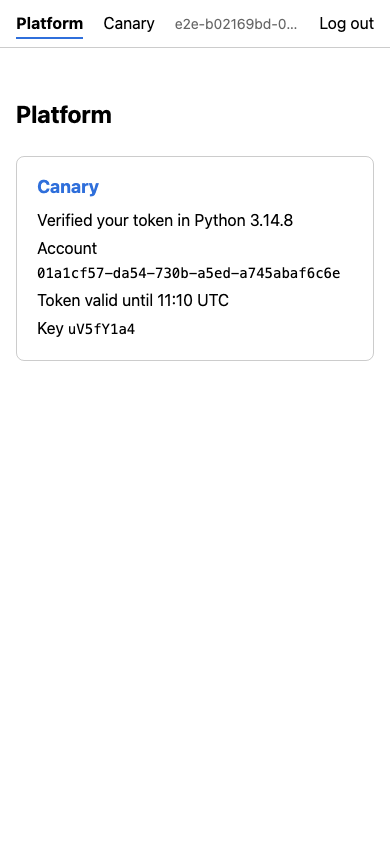 Platform Canary e2e-b02169bd-0... Log out
Platform
Canary
Verified your token in Python 3.14.8
Account
01a1cf57-da54-730b-a5ed-a745abaf6c6e
Token valid until 11:10 UTC
Key uV5fY1a4